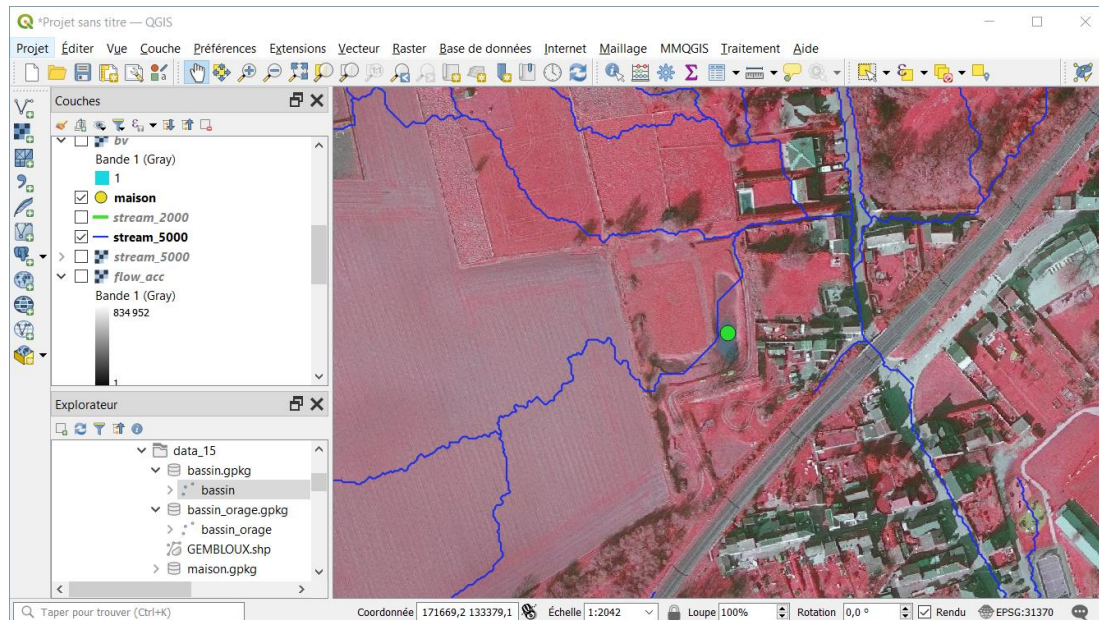 *Projet sans titre — QGIS
Projet Éditer Vue Couche Préférences Extensions Vecteur Raster Base de données Internet Maillage MMQGIS Traitement Aide
Couches
bv
Bande 1 (Gray)
1
maison
stream_2000
stream_5000
stream_5000
flow_acc
Bande 1 (Gray)
834 952
1
Explorateur
data_15
bassin.gpkg
bassin
bassin_orage.gpkg
bassin_orage
GEMBLOUX.shp
maison.gpkg
Taper pour trouver (Ctrl+K) Coordonnée 171669,2 133379,1 Échelle 1:2042 Loupe 100% Rotation 0,0 ° Rendu EPSG:31370